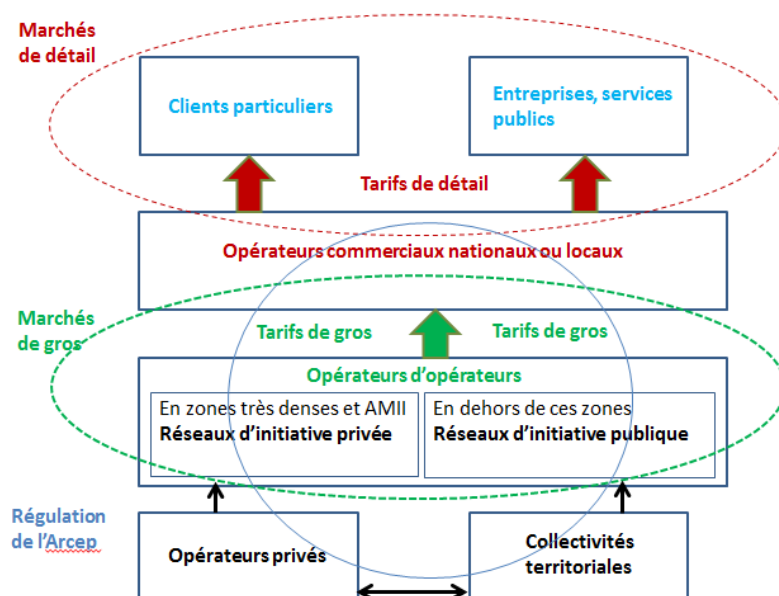 Marchés
de détail
Clients particuliers
Entreprises, services
publics
Tarifs de détail
Opérateurs commerciaux nationaux ou locaux
Marchés
de gros
Tarifs de gros
Tarifs de gros
Opérateurs d'opérateurs
En zones très denses et AMII
Réseaux d'initiative privée
En dehors de ces zones
Réseaux d'initiative publique
Régulation
de l'Arcep
Opérateurs privés
Collectivités
territoriales